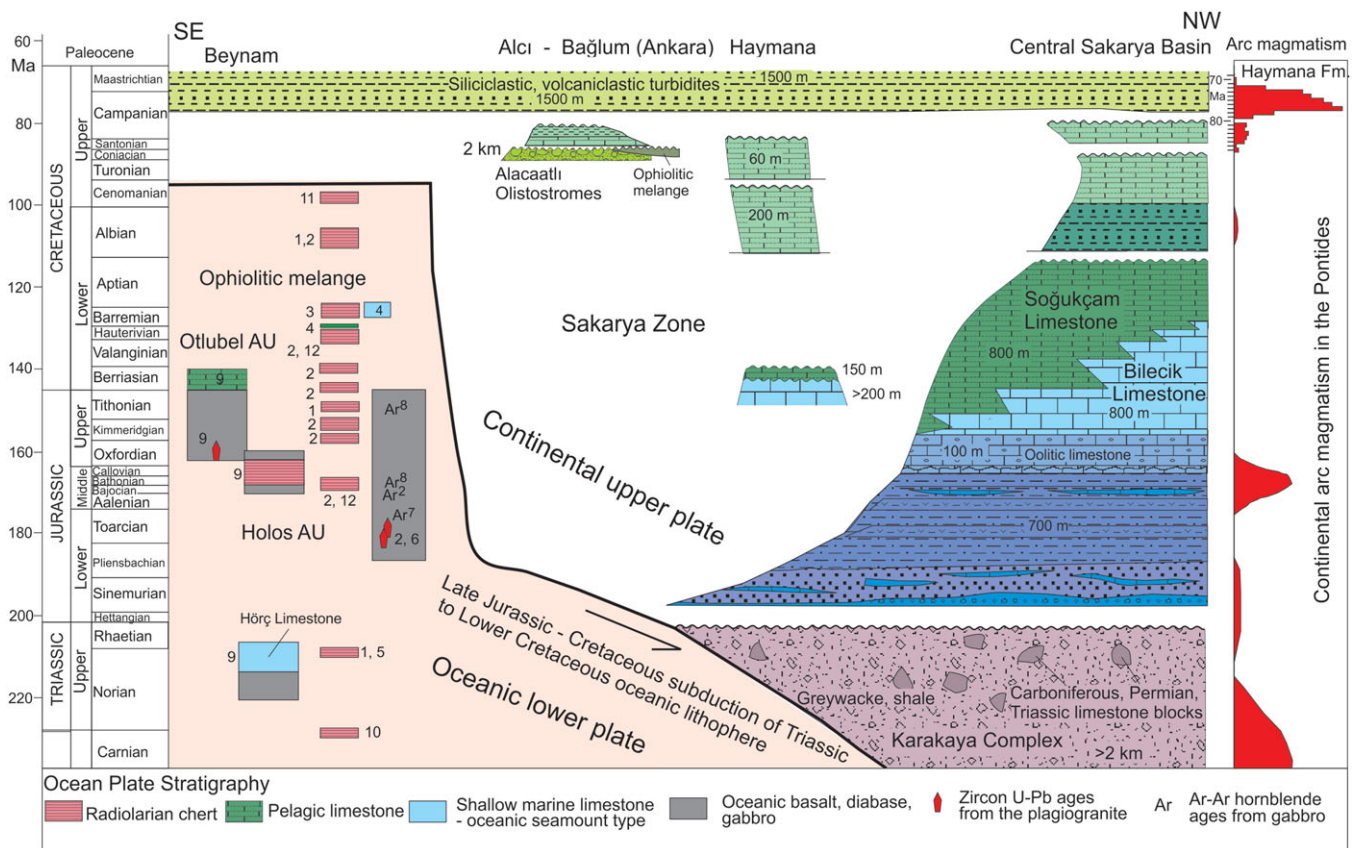 SE
NW
60
Ma
Paleocene
Beynam
Alcı - Bağlum (Ankara)
Haymana
Central Sakarya Basin
Arc magmatism
Haymana Fm.
Maastrichtian
1500 m
Siliciclastic, volcaniclastic turbidites
1500 m
70
Ma
80
Campanian
80
Santonian
Coniacian
Turonian
Upper
2 km
Alacaatlı
Olistostromes
Ophiolitic
melange
60 m
200 m
Cenomanian
100
11
CRETACEOUS
Albian
1,2
Ophiolitic melange
Aptian
120
Lower
Barremian
3
4
Hauterivian
4
Otlubel AU
Valanginian
2, 12
Sakarya Zone
Soğukçam
Limestone
800 m
Bilecik
Limestone
800 m
140
Berriasian
9
2
2
150 m
>200 m
Tithonian
1
Ar8
Kimmeridgian
2
2
Upper
9
160
Oxfordian
9
100 m
Oolitic limestone
Callovian
Bathonian
Bajocian
Aalenian
Middle
2, 12
Ar8
Ar2
Continental upper plate
JURASSIC
Toarcian
Ar7
2, 6
700 m
180
Holos AU
Pliensbachian
Lower
Sinemurian
200
Hettangian
Late Jurassic - Cretaceous subduction of Triassic
to Lower Cretaceous oceanic lithophere
Rhaetian
Hörç Limestone
9
1, 5
TRIASSIC
Upper
Norian
220
Oceanic lower plate
Greywacke, shale
Carboniferous, Permian,
Triassic limestone blocks
Karakaya Complex
>2 km
10
Carnian
Continental arc magmatism in the Pontides
Ocean Plate Stratigraphy
Radiolarian chert
Pelagic limestone
Shallow marine limestone
- oceanic seamount type
Oceanic basalt, diabase,
gabbro
Zircon U-Pb ages
from the plagiogranite
Ar
Ar-Ar hornblende
ages from gabbro